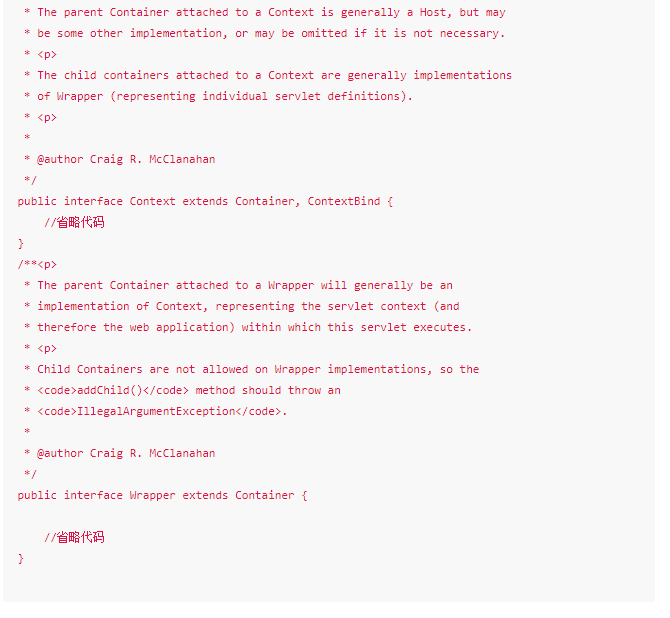 * The parent Container attached to a Context is generally a Host, but may
 * be some other implementation, or may be omitted if it is not necessary.
 * <p>
 * The child containers attached to a Context are generally implementations
 * of Wrapper (representing individual servlet definitions).
 * <p>
 *
 * @author Craig R. McClanahan
 */
public interface Context extends Container, ContextBind {
    //省略代码
}
/**<p>
 * The parent Container attached to a Wrapper will generally be an
 * implementation of Context, representing the servlet context (and
 * therefore the web application) within which this servlet executes.
 * <p>
 * Child Containers are not allowed on Wrapper implementations, so the
 * <code>addChild()</code> method should throw an
 * <code>IllegalArgumentException</code>.
 *
 * @author Craig R. McClanahan
 */
public interface Wrapper extends Container {
    //省略代码
}